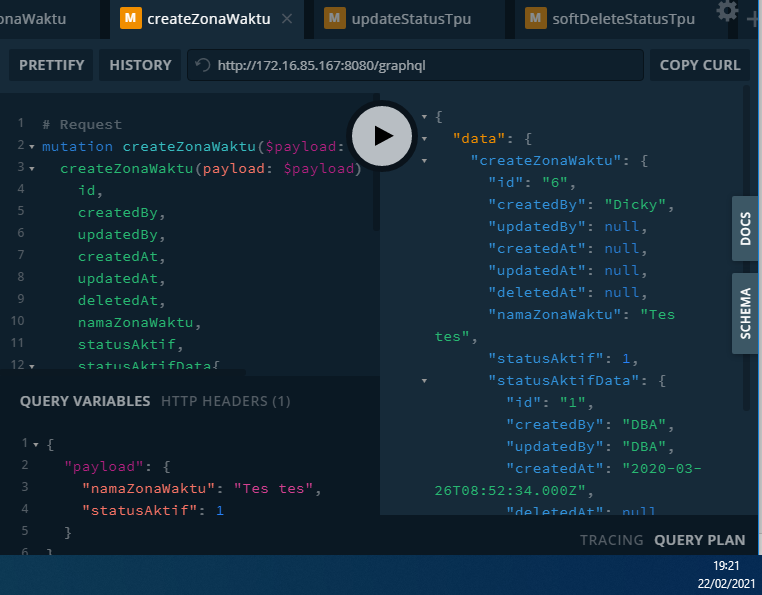 onaWaktu
M createZonaWaktu ×
M updateStatusTpu
M softDeleteStatusTpu
PRETTIFY
HISTORY
http://172.16.85.167:8080/graphql
COPY CURL
1 # Request
2 mutation createZonaWaktu($payload:
3 createZonaWaktu(payload: $payload)
4 id,
5 createdBy,
6 updatedBy,
7 createdAt,
8 updatedAt,
9 deletedAt,
10 namaZonaWaktu,
11 statusAktif,
12 statusAktifData{
QUERY VARIABLES HTTP HEADERS (1)
1 {
2 "payload": {
3 "namaZonaWaktu": "Tes tes",
4 "statusAktif": 1
5 }
6 }
{
"data": {
"createZonaWaktu": {
"id": "6",
"createdBy": "Dicky",
"updatedBy": null,
"createdAt": null,
"updatedAt": null,
"deletedAt": null,
"namaZonaWaktu": "Tes
tes",
"statusAktif": 1,
"statusAktifData": {
"id": "1",
"createdBy": "DBA",
"updatedBy": "DBA",
"createdAt": "2020-03-
26T08:52:34.000Z",
"deletedAt": null
DOCS
SCHEMA
TRACING QUERY PLAN
19:21
22/02/2021